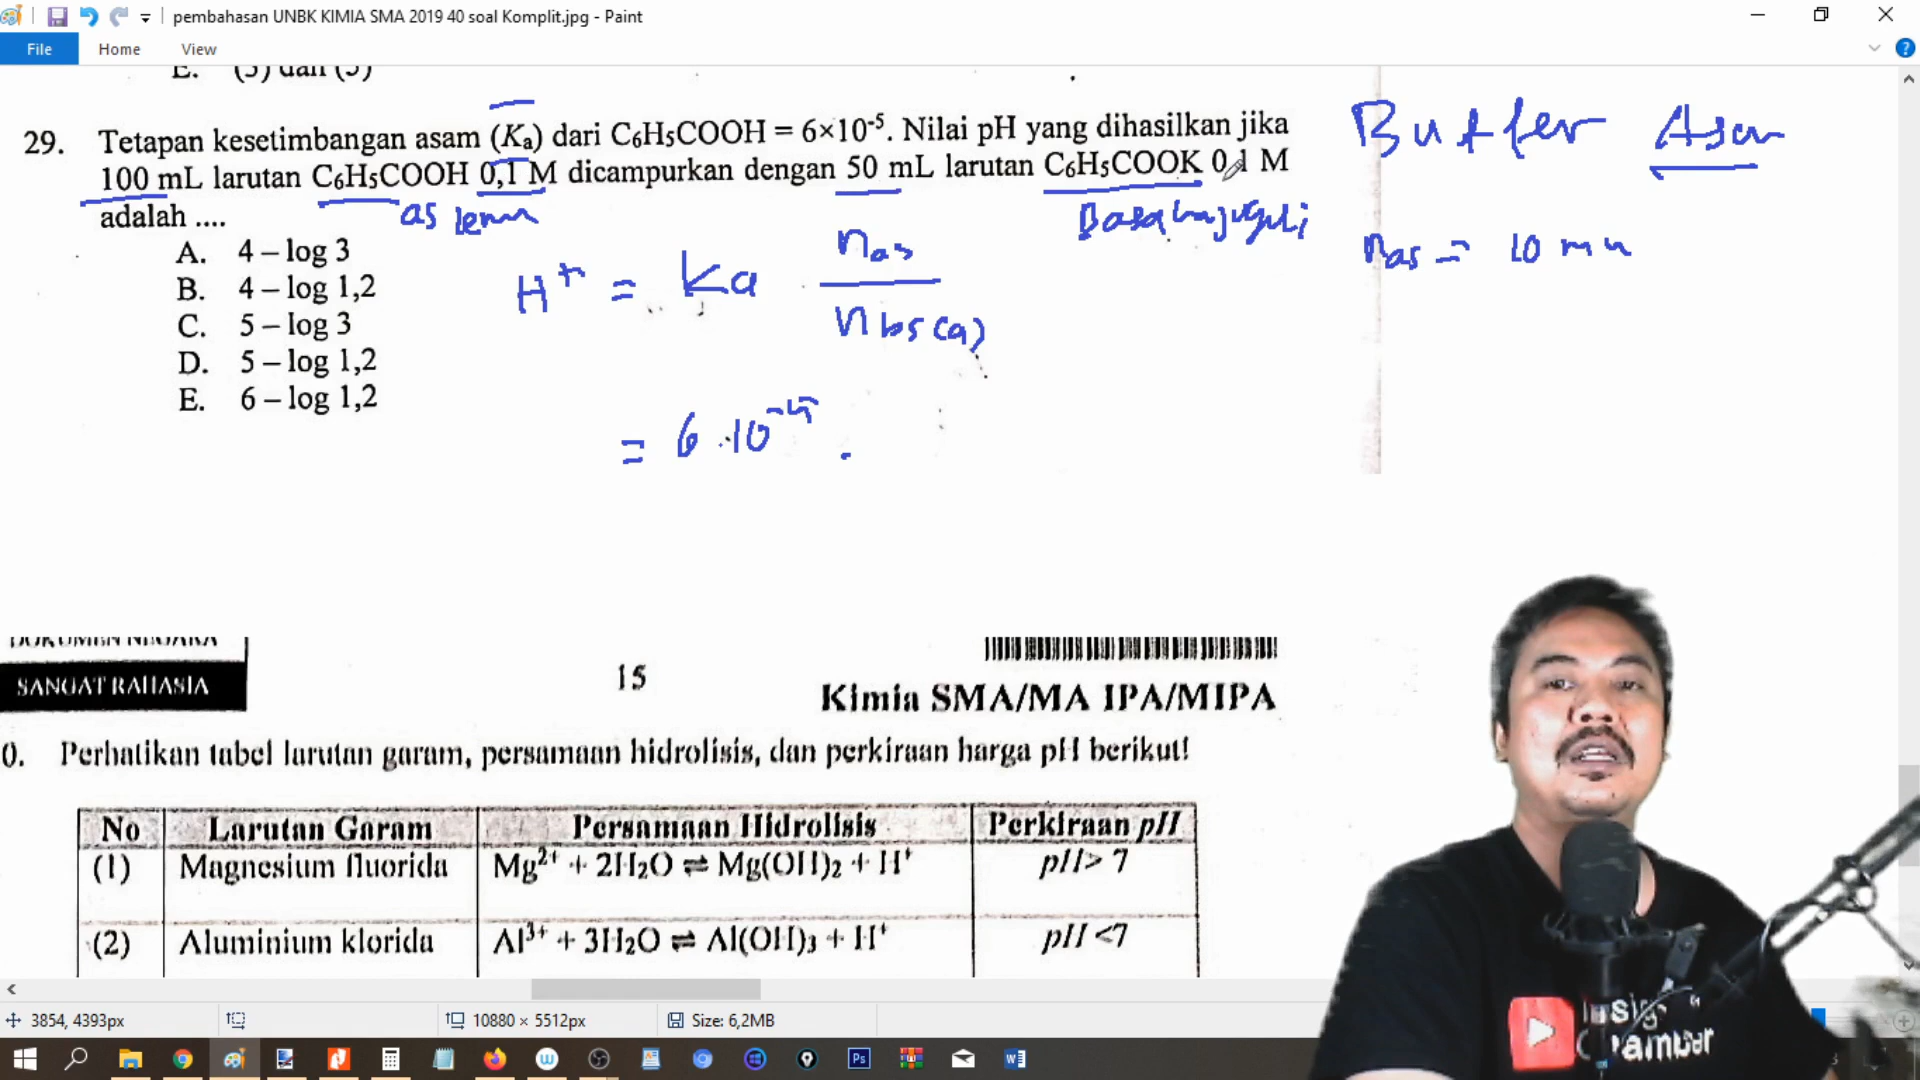 pembahasan UNBK KIMIA SMA 2019 40 soal Komplit.jpg - Paint
File Home View
E. (3) dan (5)
29. Tetapan kesetimbangan asam (Ka) dari C₆H₅COOH = 6×10⁻⁵. Nilai pH yang dihasilkan jika
100 mL larutan C₆H₅COOH 0,1 M dicampurkan dengan 50 mL larutan C₆H₅COOK 0,1 M
adalah ....
A. 4 – log 3
B. 4 – log 1,2
C. 5 – log 3
D. 5 – log 1,2
E. 6 – log 1,2
as lemah
Basa konjugasi
Buffer Asam
nas = 10 mm
H⁺ = Ka nas
nbs(a)
= 6 · 10⁻⁵ .
DOKUMEN NEGARA
SANGAT RAHASIA
15
Kimia SMA/MA IPA/MIPA
0. Perhatikan tabel larutan garam, persamaan hidrolisis, dan perkiraan harga pH berikut!
No Larutan Garam Persamaan Hidrolisis Perkiraan pH
(1) Magnesium fluorida Mg²⁺ + 2H₂O ⇌ Mg(OH)₂ + H⁺ pH> 7
(2) Aluminium klorida Al³⁺ + 3H₂O ⇌ Al(OH)₃ + H⁺ pH <7
3854, 4393px 10880 × 5512px Size: 6,2MB